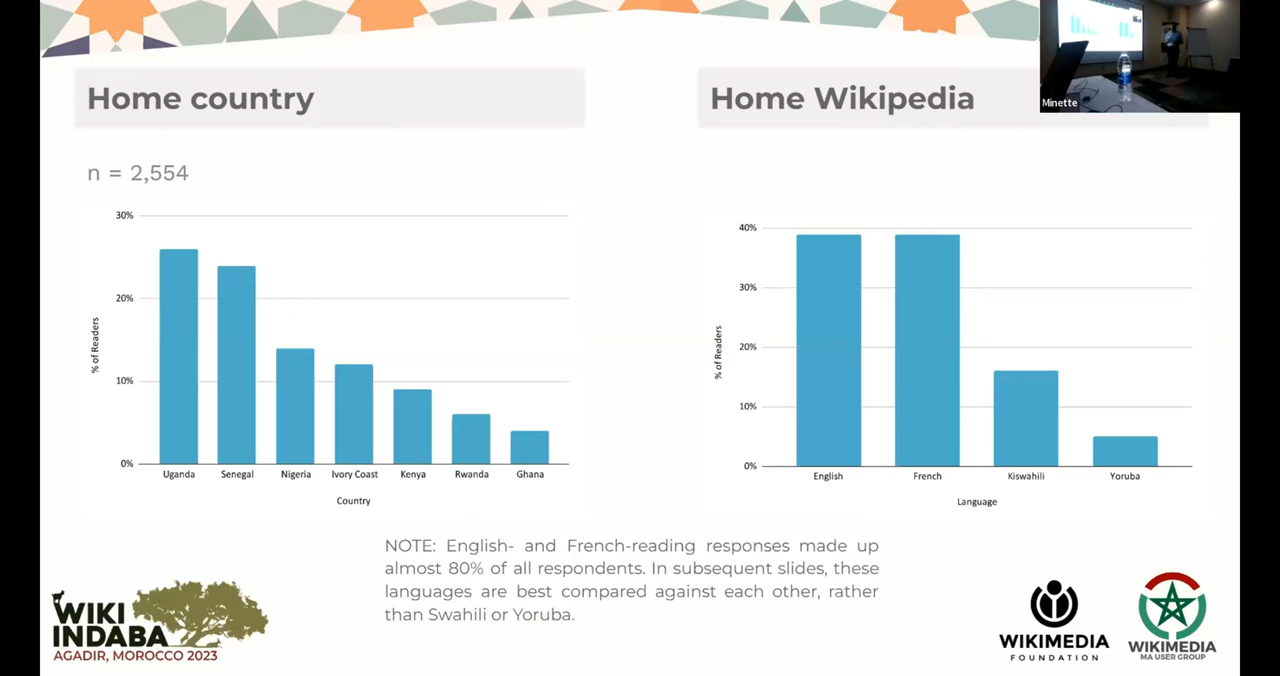 Home country
Home Wikipedia
Minette
n = 2,554
30%
20%
10%
0%
% of Readers
Uganda Senegal Nigeria Ivory Coast Kenya Rwanda Ghana
Country
40%
30%
20%
10%
0%
% of Readers
English French Kiswahili Yoruba
Language
NOTE: English- and French-reading responses made up
almost 80% of all respondents. In subsequent slides, these
languages are best compared against each other, rather
than Swahili or Yoruba.
WIKI
INDABA
AGADIR, MOROCCO 2023
WIKIMEDIA
FOUNDATION
WIKIMEDIA
MA USER GROUP